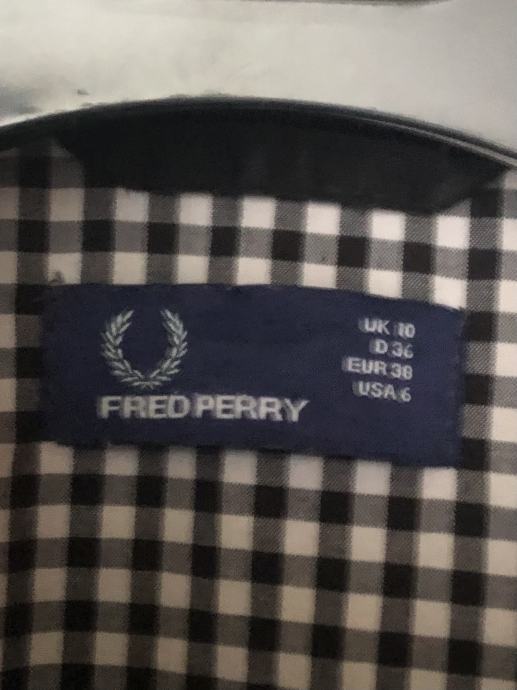 UK 10
D 36
EUR 38
USA 6
FRED PERRY